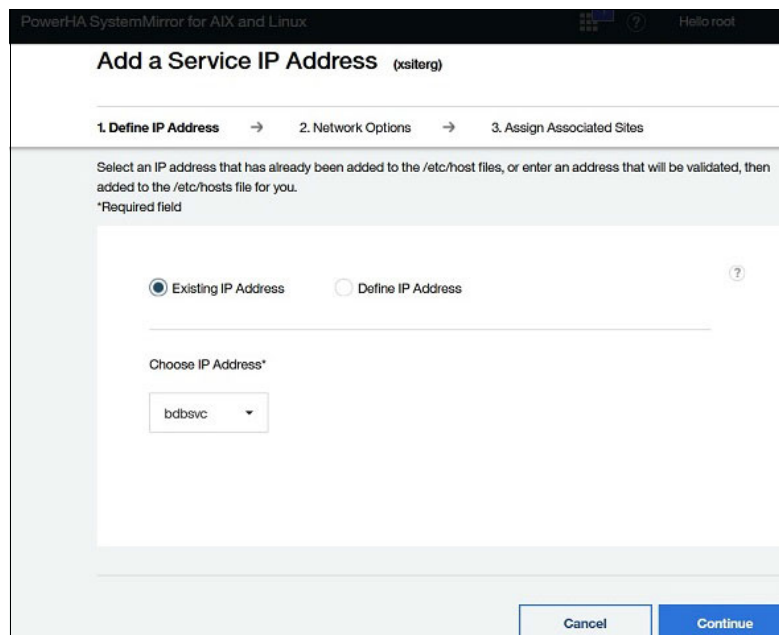 PowerHA SystemMirror for AIX and Linux
? Hello root
Add a Service IP Address (xsiterg)
1. Define IP Address → 2. Network Options → 3. Assign Associated Sites
Select an IP address that has already been added to the /etc/host files, or enter an address that will be validated, then
added to the /etc/hosts file for you.
*Required field
Existing IP Address Define IP Address ?
Choose IP Address*
bdbsvc
Cancel Continue